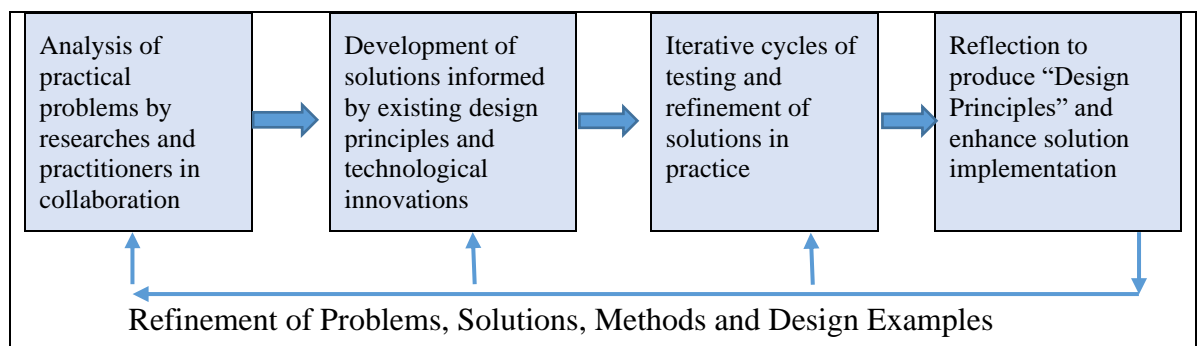 Analysis of
practical
problems by
researches and
practitioners in
collaboration
Development of
solutions informed
by existing design
principles and
technological
innovations
Iterative cycles of
testing and
refinement of
solutions in
practice
Reflection to
produce “Design
Principles” and
enhance solution
implementation
Refinement of Problems, Solutions, Methods and Design Examples